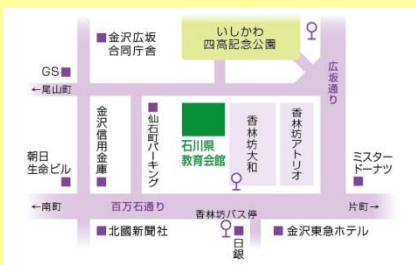 いしかわ
四高記念公園
金沢広坂
合同庁舎
広坂通り
GS
←尾山町
金沢信用金庫
仙石町パーキング
石川県
教育会館
香林坊大和
香林坊アトリオ
朝日
生命ビル
ミスター
ドーナツ
←南町
百万石通り
香林坊バス停
片町→
北國新聞社
日銀
金沢東急ホテル